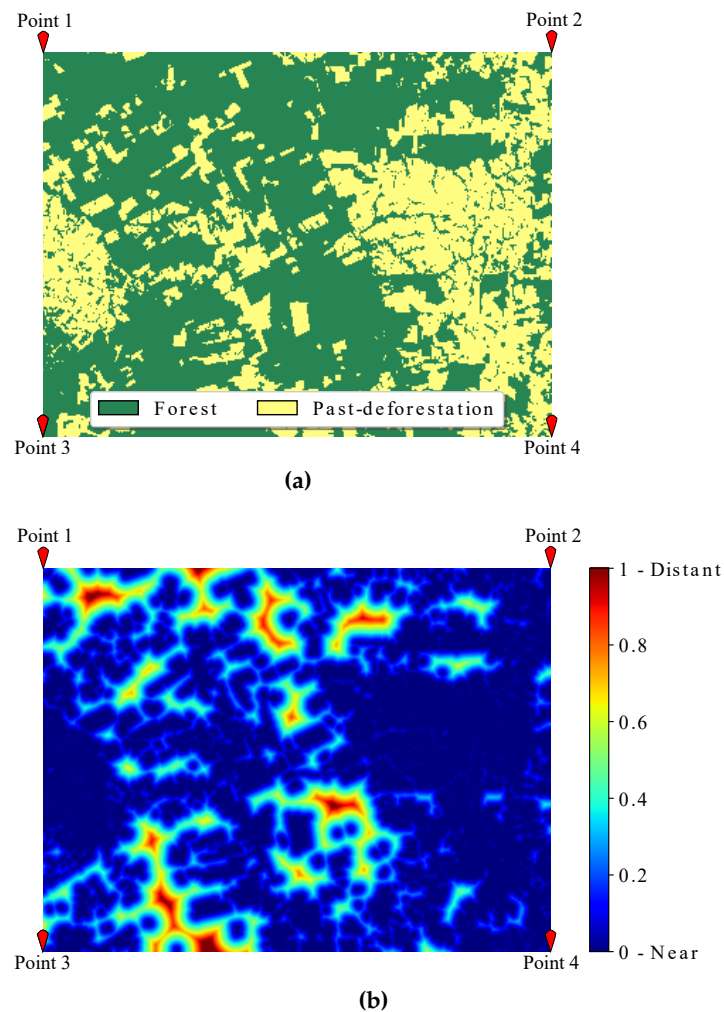 Point 1
Point 2
Forest
Past-deforestation
Point 3
Point 4
(a)
Point 1
Point 2
1 - Distant
0.8
0.6
0.4
0.2
0 - Near
Point 3
Point 4
(b)